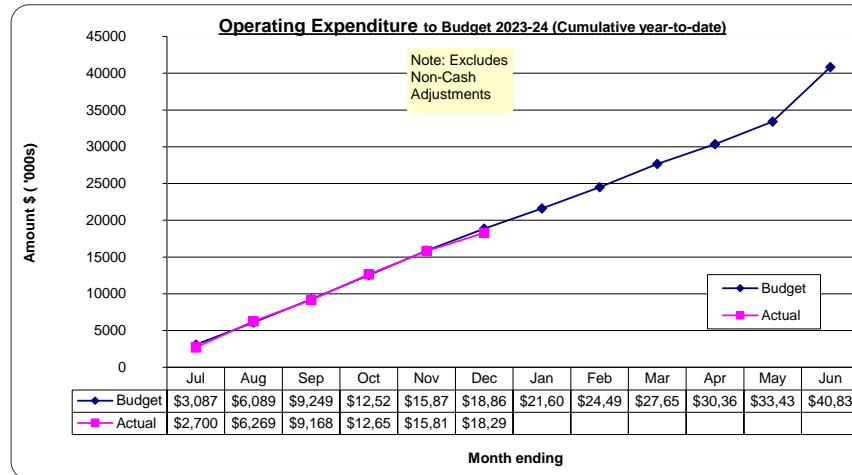 Operating Expenditure to Budget 2023-24 (Cumulative year-to-date)
Note: Excludes
Non-Cash
Adjustments
Amount $ ( '000s)
45000
40000
35000
30000
25000
20000
15000
10000
5000
0
Budget
Actual
Jul Aug Sep Oct Nov Dec Jan Feb Mar Apr May Jun
Budget $3,087 $6,089 $9,249 $12,52 $15,87 $18,86 $21,60 $24,49 $27,65 $30,36 $33,43 $40,83
Actual $2,700 $6,269 $9,168 $12,65 $15,81 $18,29
Month ending